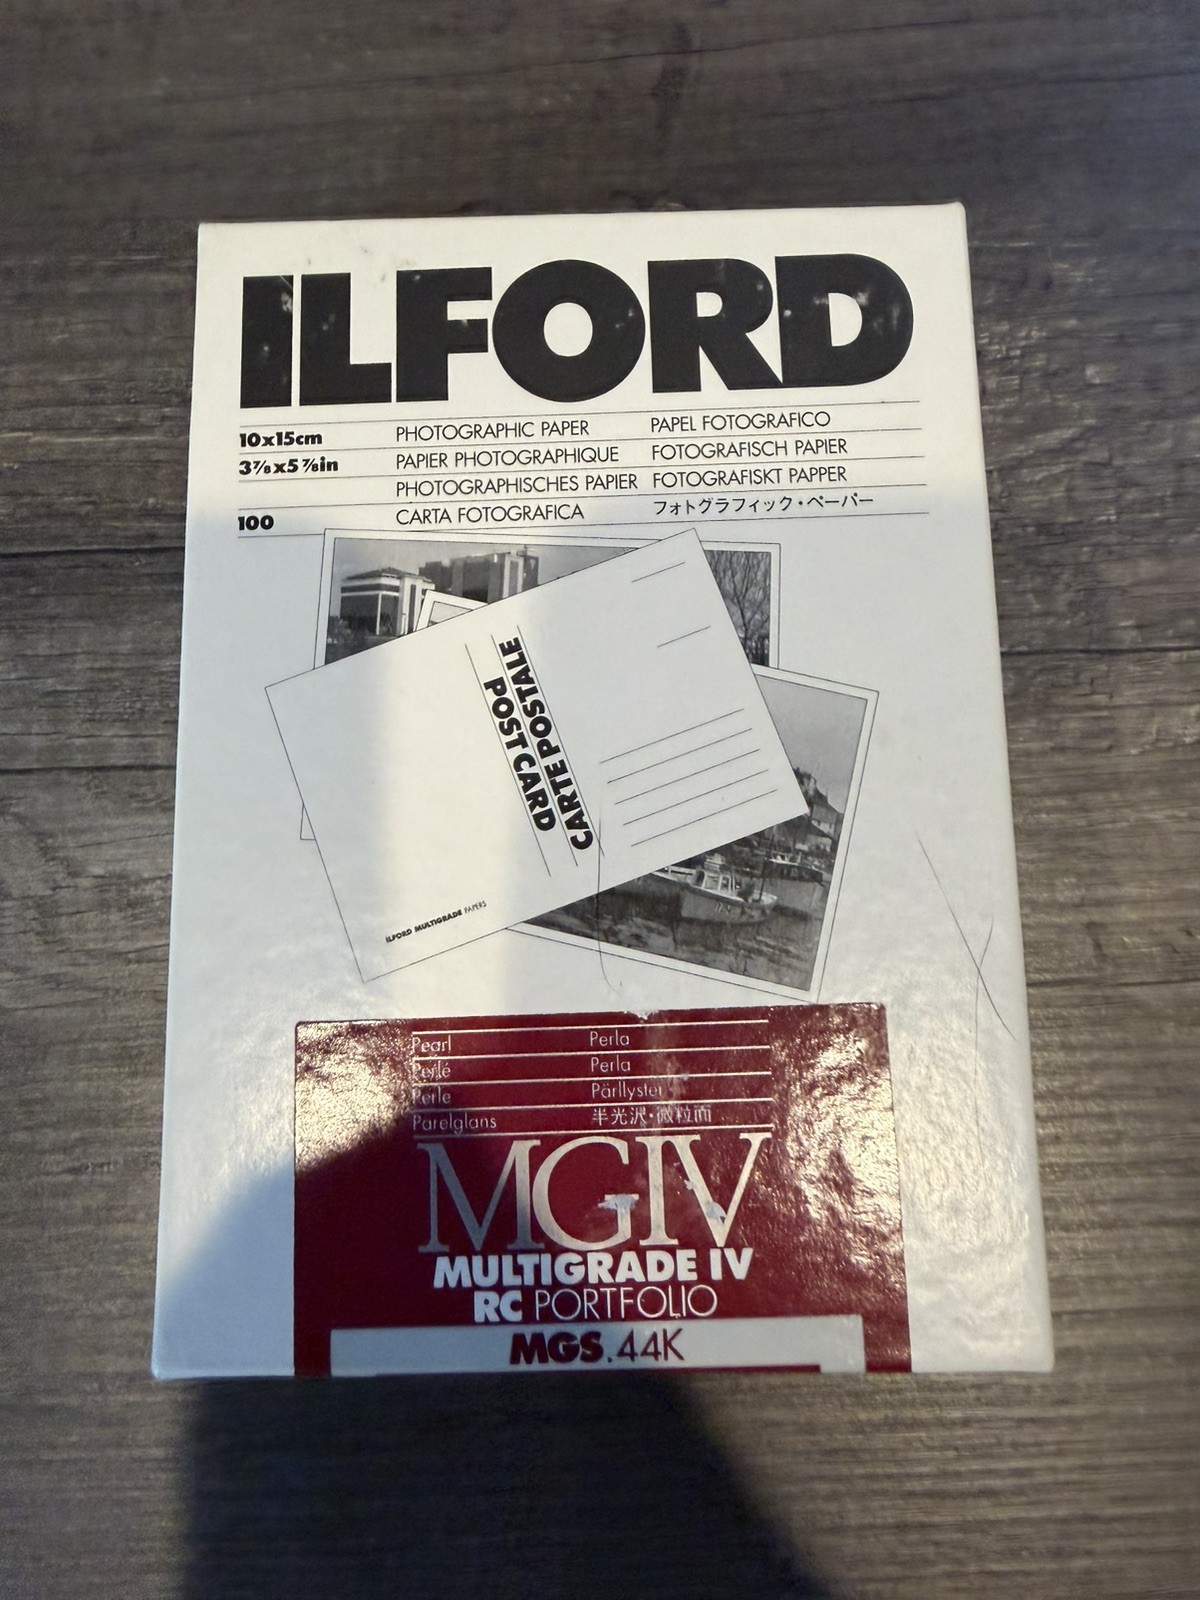 ILFORD
10x15cm PHOTOGRAPHIC PAPER PAPEL FOTOGRAFICO
3⅞x5⅞in PAPIER PHOTOGRAPHIQUE FOTOGRAFISCH PAPIER
PHOTOGRAPHISCHES PAPIER FOTOGRAFISKT PAPPER
100 CARTA FOTOGRAFICA フォトグラフィック・ペーパー
POST CARD
CARTE POSTALE
ILFORD MULTIGRADE PAPERS
Pearl Perla
Perlé Perla
Perle Pärllyster
Parelglans 半光沢・微粒面
MGIV
MULTIGRADE IV
RC PORTFOLIO
MGS.44K